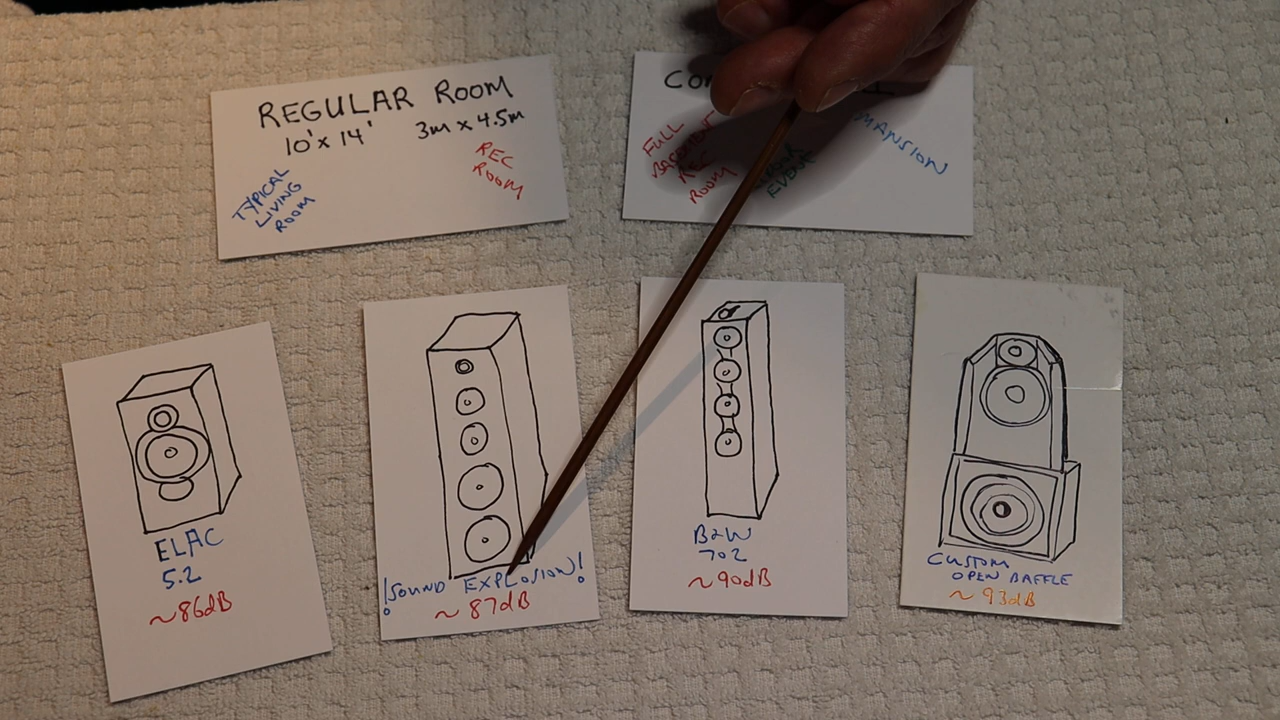 REGULAR ROOM
10' x 14' 3m x 4.5m
TYPICAL
LIVING
ROOM
REC
ROOM
FULL
REC
ROOM
MANSION
ELAC
5.2
~86dB
!SOUND EXPLOSION!
~87dB
B&W
702
~90dB
CUSTOM
OPEN BAFFLE
~93dB